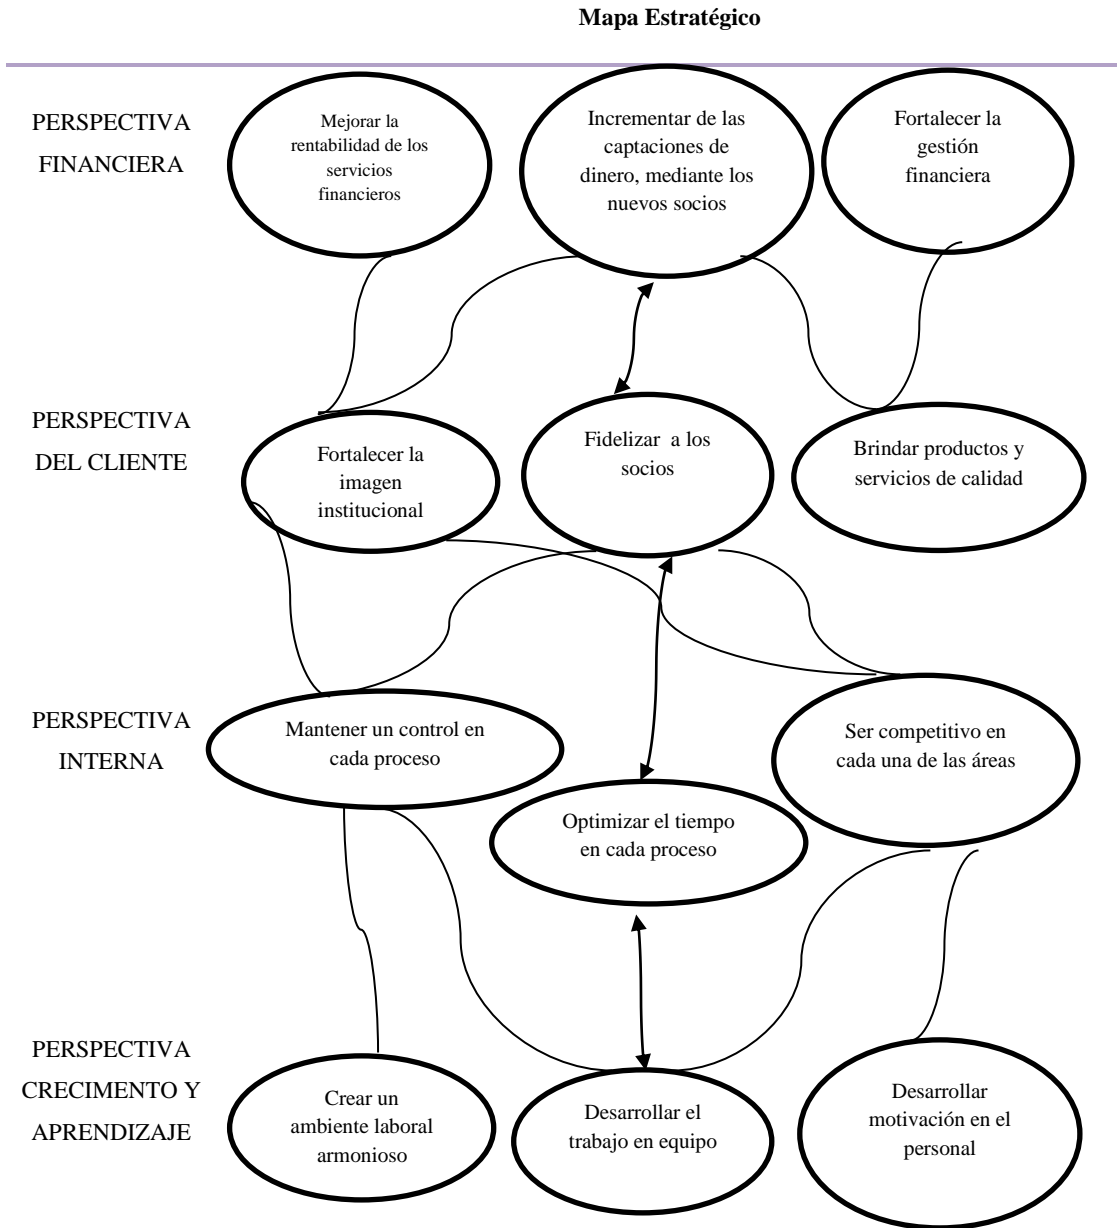 Mapa Estratégico
PERSPECTIVA
FINANCIERA
Mejorar la
rentabilidad de los
servicios
financieros
Incrementar de las
captaciones de
dinero, mediante los
nuevos socios
Fortalecer la
gestión
financiera
PERSPECTIVA
DEL CLIENTE
Fortalecer la
imagen
institucional
Fidelizar a los
socios
Brindar productos y
servicios de calidad
PERSPECTIVA
INTERNA
Mantener un control en
cada proceso
Optimizar el tiempo
en cada proceso
Ser competitivo en
cada una de las áreas
PERSPECTIVA
CRECIMENTO Y
APRENDIZAJE
Crear un
ambiente laboral
armonioso
Desarrollar el
trabajo en equipo
Desarrollar
motivación en el
personal